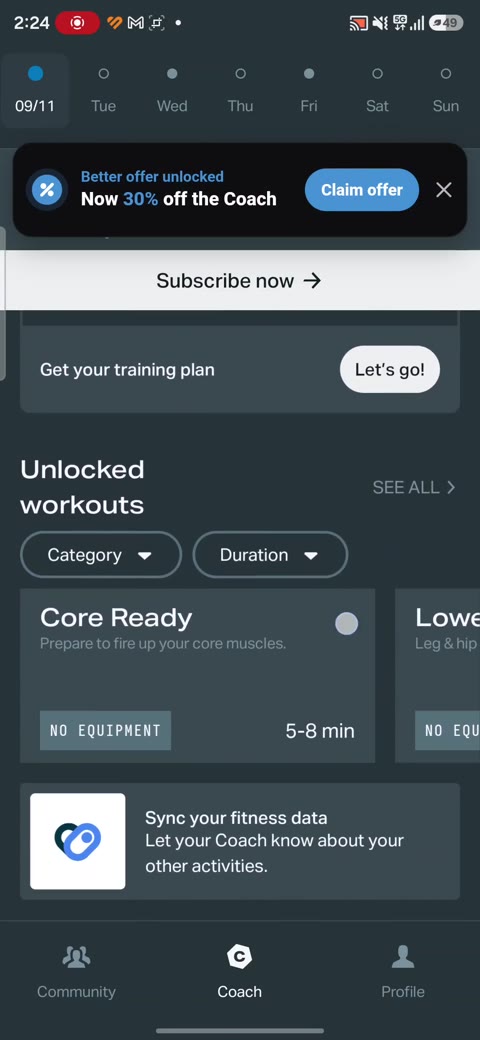 2:24
5G
49
09/11
Tue
Wed
Thu
Fri
Sat
Sun
Better offer unlocked
Now 30% off the Coach
Claim offer
Subscribe now →
Get your training plan
Let's go!
Unlocked
workouts
SEE ALL
Category
Duration
Core Ready
Prepare to fire up your core muscles.
NO EQUIPMENT
5-8 min
Lowe
Leg & hip
NO EQU
Sync your fitness data
Let your Coach know about your
other activities.
C
Community
Coach
Profile